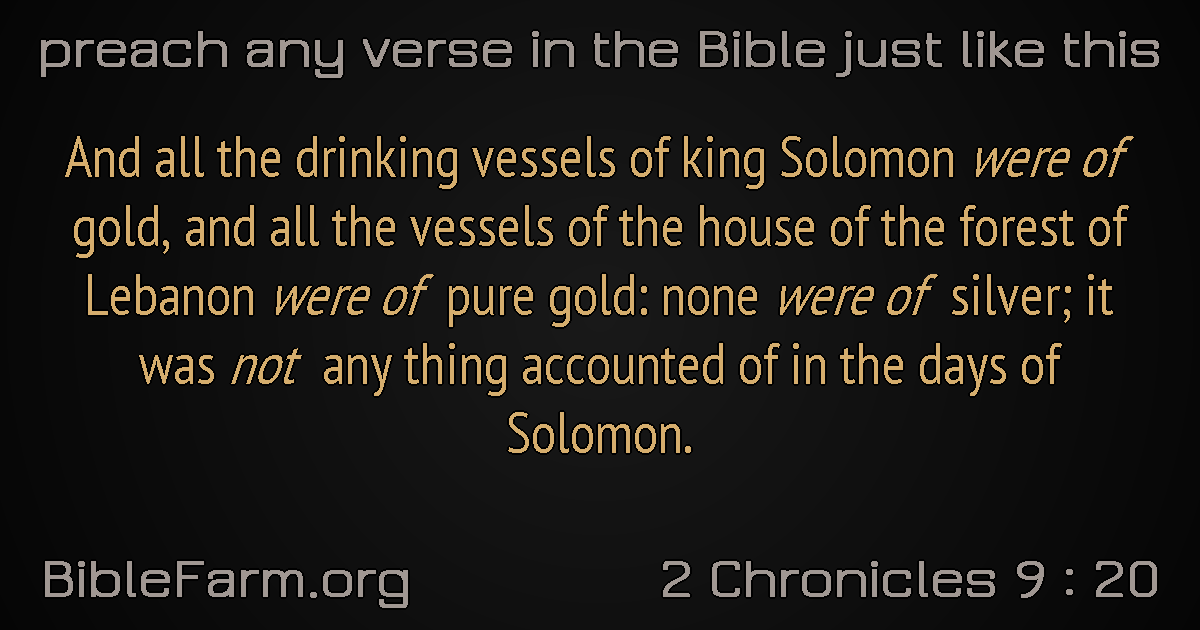 preach any verse in the Bible just like this
And all the drinking vessels of king Solomon were of
gold, and all the vessels of the house of the forest of
Lebanon were of pure gold: none were of silver; it
was not any thing accounted of in the days of
Solomon.
BibleFarm.org
2 Chronicles 9 : 20